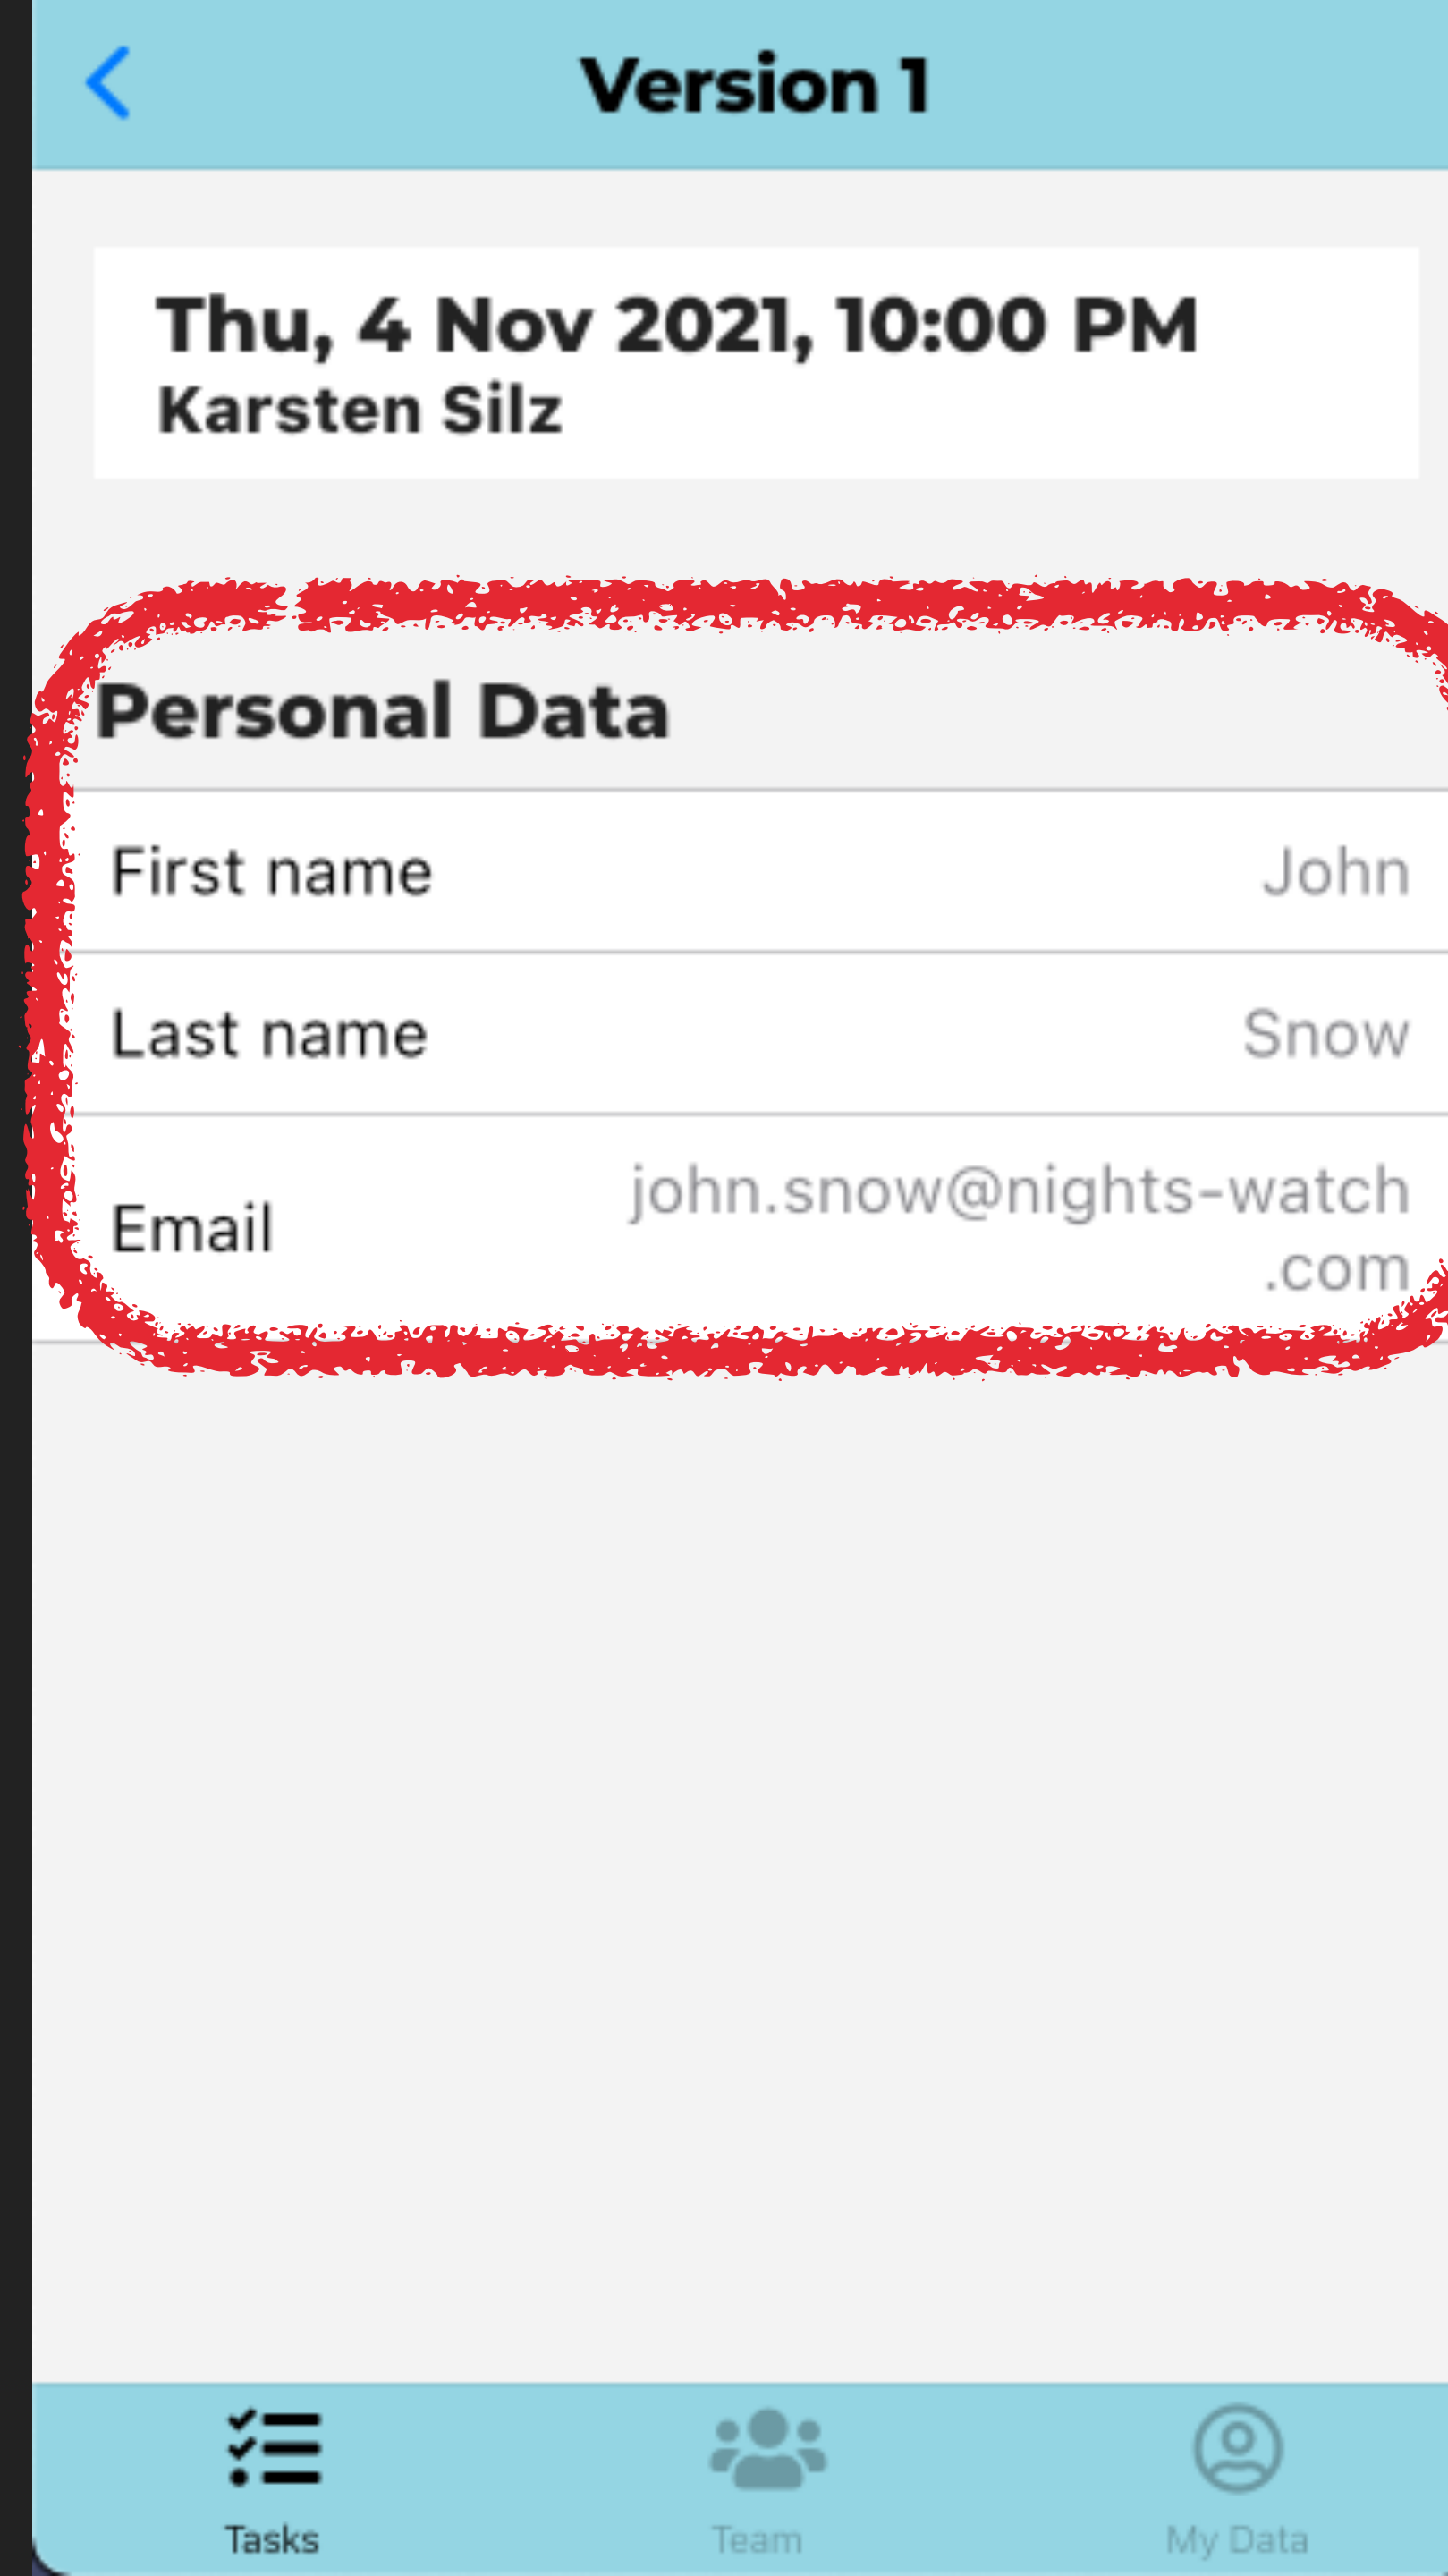 Version 1
Thu, 4 Nov 2021, 10:00 PM
Karsten Silz
Personal Data
First name John
Last name Snow
Email john.snow@nights-watch
.com
Tasks Team My Data